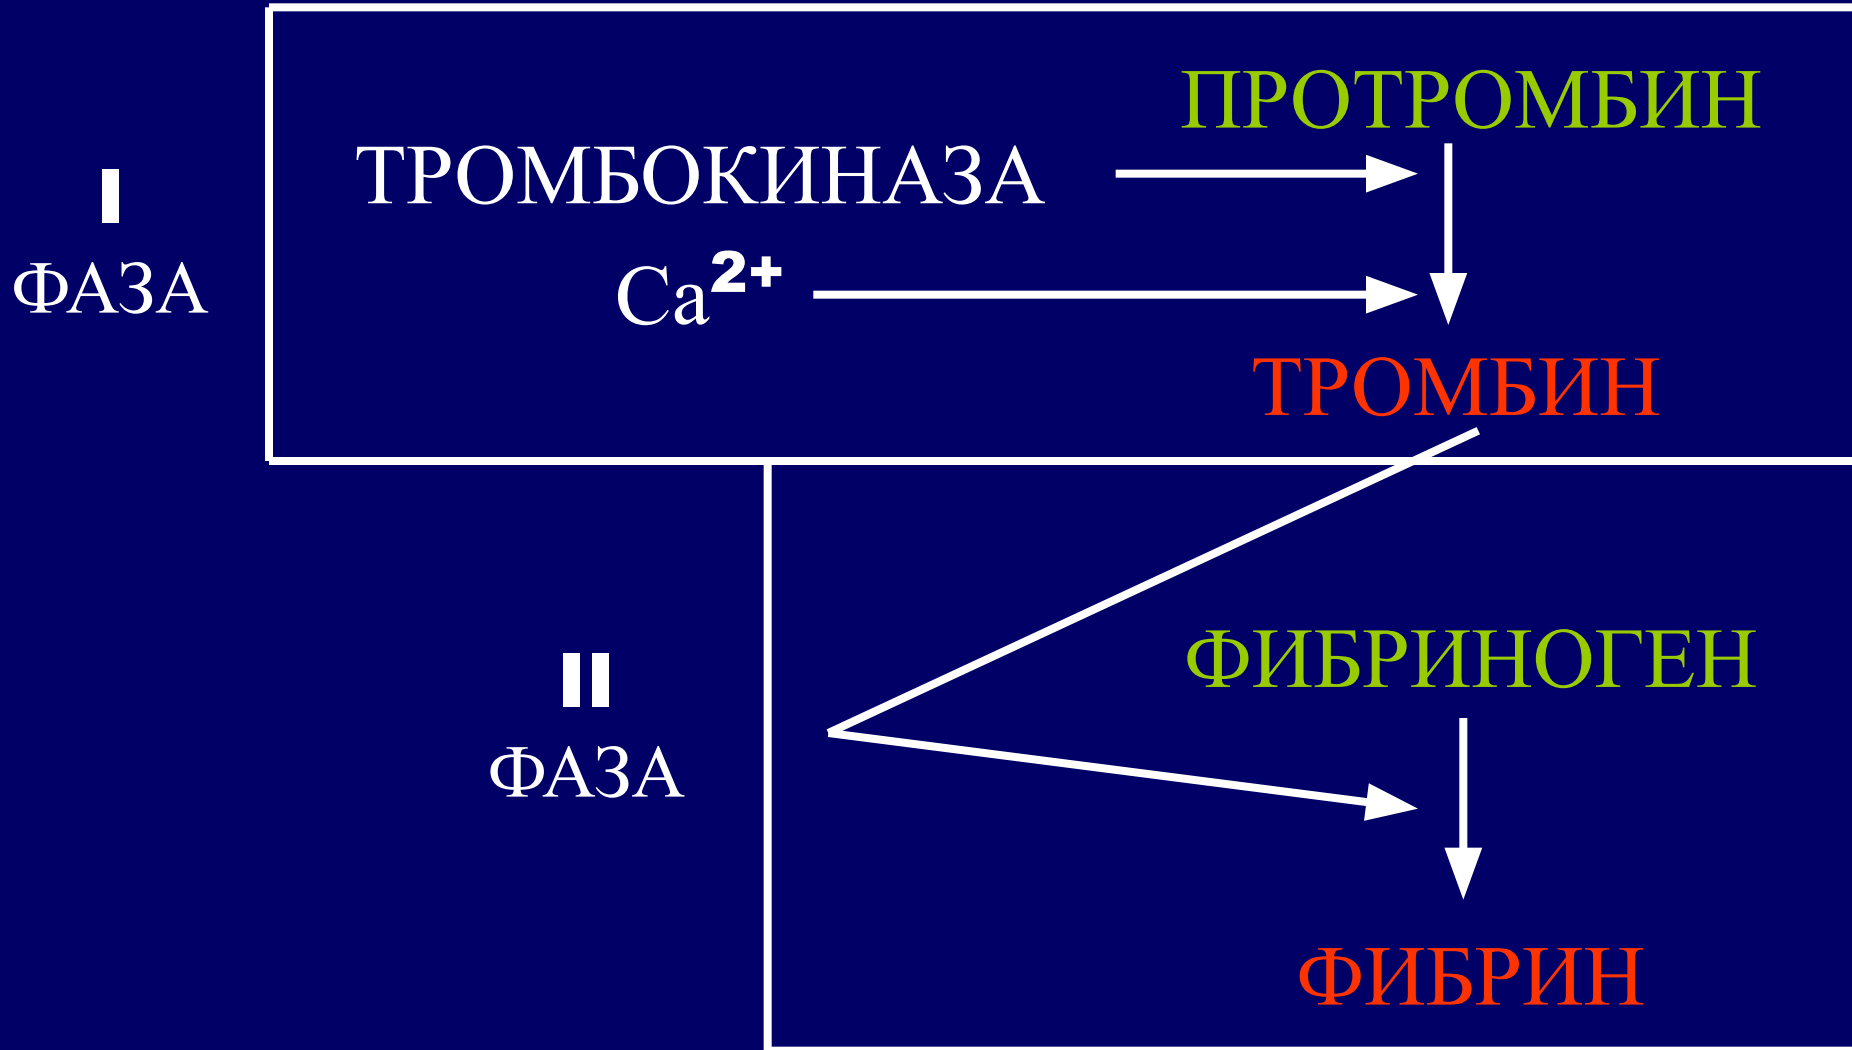 I
ФАЗА
ПРОТРОМБИН
ТРОМБОКИНАЗА
Ca²⁺
ТРОМБИН
II
ФАЗА
ФИБРИНОГЕН
ФИБРИН